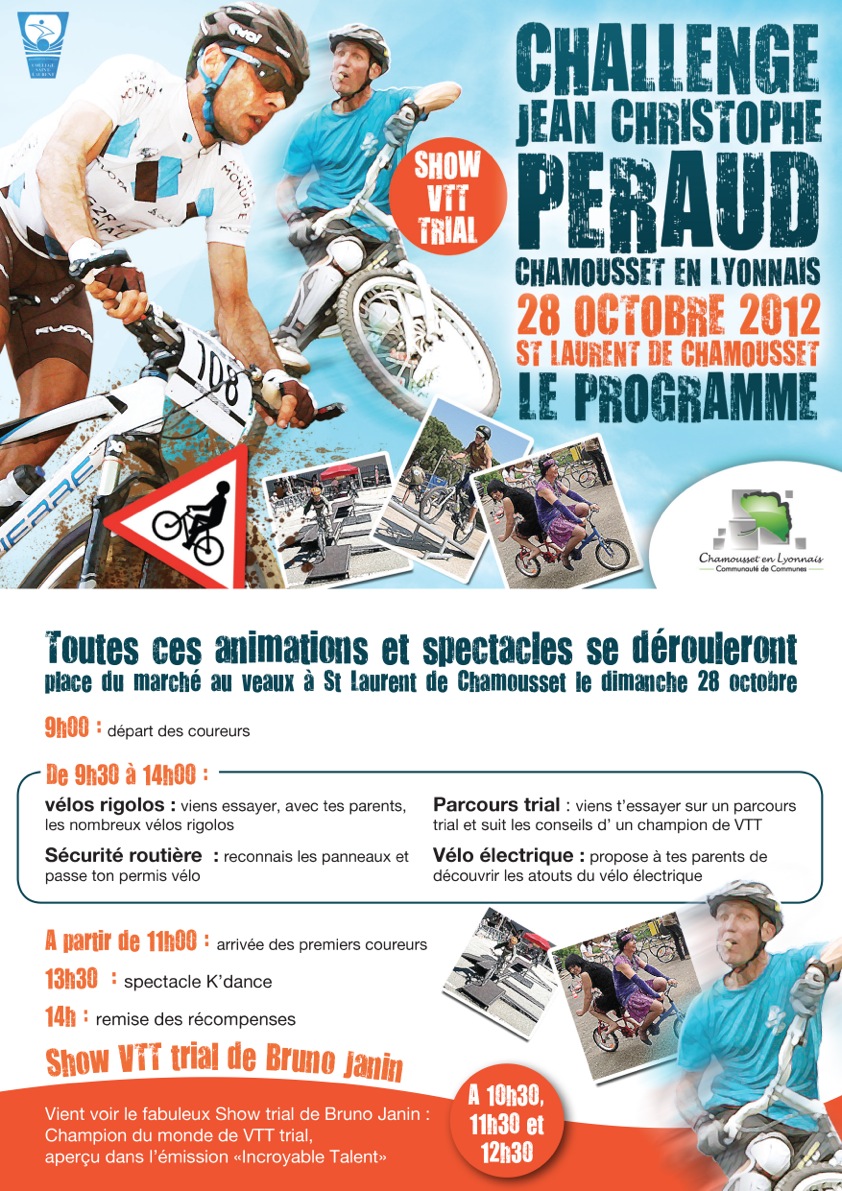 COLLÈGE
SAINT
LAURENT
CHALLENGE
JEAN CHRISTOPHE
PERAUD
CHAMOUSSET EN LYONNAIS
28 OCTOBRE 2012
ST LAURENT DE CHAMOUSSET
LE PROGRAMME
SHOW
VTT
TRIAL
KUOTA
108
Chamousset en Lyonnais
Communauté de Communes
Toutes ces animations et spectacles se dérouleront
place du marché au veaux à St Laurent de Chamousset le dimanche 28 octobre
9h00 : départ des coureurs
De 9h30 à 14h00 :
vélos rigolos : viens essayer, avec tes parents,
les nombreux vélos rigolos
Sécurité routière : reconnais les panneaux et
passe ton permis vélo
Parcours trial : viens t'essayer sur un parcours
trial et suit les conseils d' un champion de VTT
Vélo électrique : propose à tes parents de
découvrir les atouts du vélo électrique
A partir de 11h00 : arrivée des premiers coureurs
13h30 : spectacle K'dance
14h : remise des récompenses
Show VTT trial de Bruno janin
Vient voir le fabuleux Show trial de Bruno Janin :
Champion du monde de VTT trial,
aperçu dans l'émission «Incroyable Talent»
A 10h30,
11h30 et
12h30